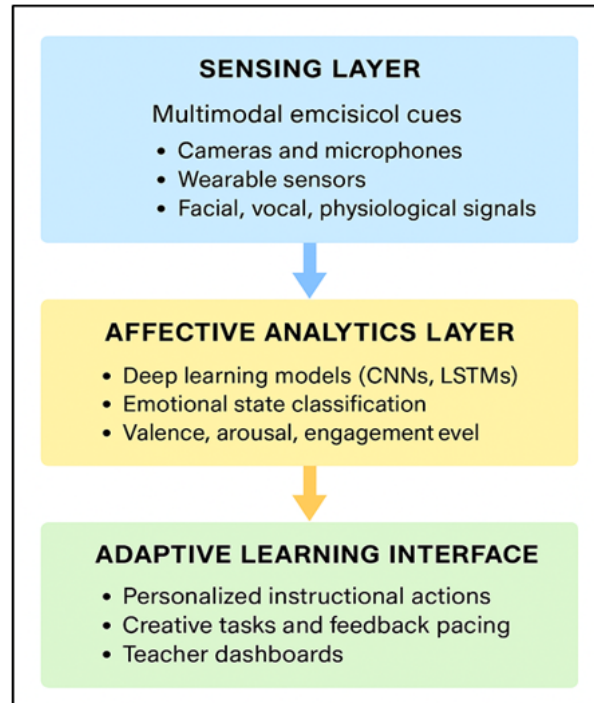 SENSING LAYER
Multimodal emcisicol cues
• Cameras and microphones
• Wearable sensors
• Facial, vocal, physiological signals
AFFECTIVE ANALYTICS LAYER
• Deep learning models (CNNs, LSTMs)
• Emotional state classification
• Valence, arousal, engagement evel
ADAPTIVE LEARNING INTERFACE
• Personalized instructional actions
• Creative tasks and feedback pacing
• Teacher dashboards